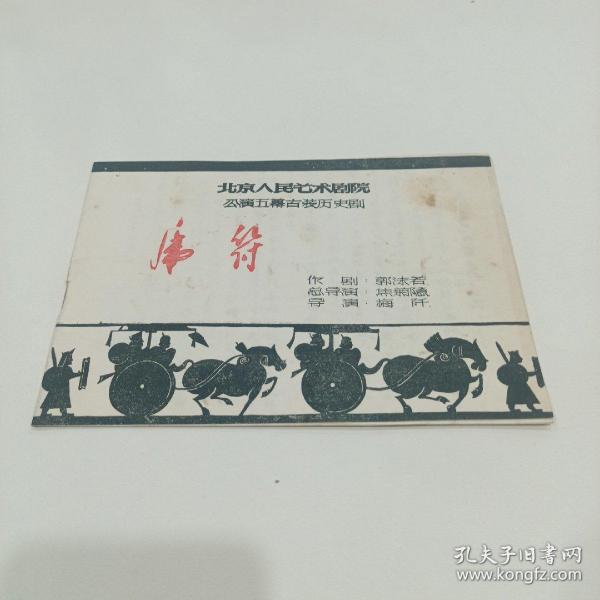 北京人民艺术剧院
公演五幕古装历史剧
虎符
作剧·郭沫若
总导演·焦菊隐
导演·梅阡
孔夫子旧书网
www.kongfz.com